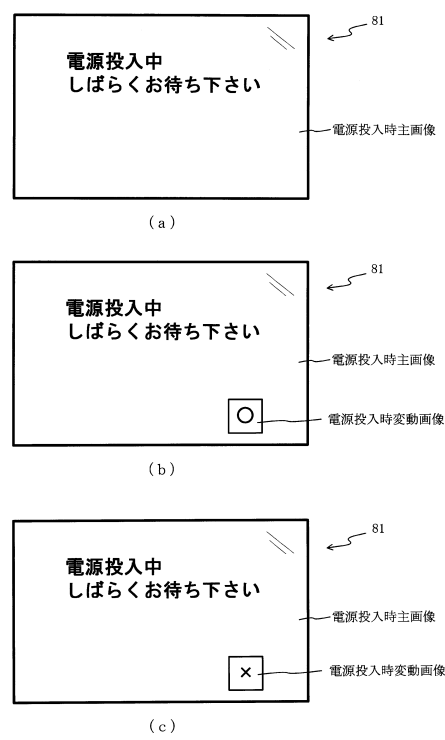 81
電源投入中
しばらくお待ち下さい
電源投入時主画像
(a)
81
電源投入中
しばらくお待ち下さい
電源投入時主画像
○
電源投入時変動画像
(b)
81
電源投入中
しばらくお待ち下さい
電源投入時主画像
×
電源投入時変動画像
(c)